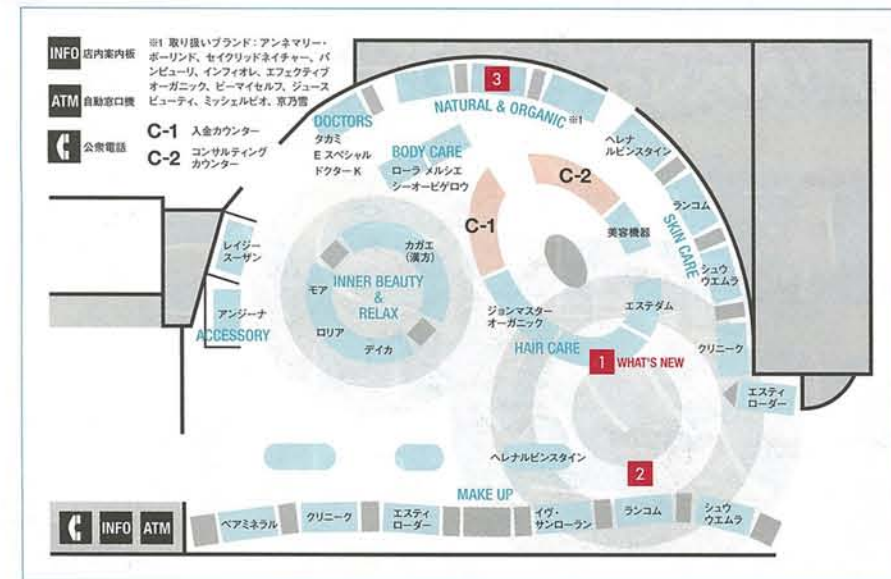 INFO 店内案内板
ATM 自動窓口機
公衆電話
※1 取り扱いブランド：アンネマリー・
ボーリンド、セイクリッドネイチャー、パ
ンピューリ、インフィオレ、エフェクティブ
オーガニック、ビーマイセルフ、ジュース
ビューティ、ミッシェルビオ、京乃雪
C-1 入金カウンター
C-2 コンサルティング
カウンター
3
NATURAL & ORGANIC ※1
DOCTORS
タカミ
E スペシャル
ドクターK
BODY CARE
ローラ メルシエ
シーオービゲロウ
ヘレナ
ルビンスタイン
ランコム
SKIN CARE
シュウ
ウエムラ
クリニーク
エスティ
ローダー
C-2
C-1
美容機器
レイジー
スーザン
アンジーナ
ACCESSORY
カガエ
（漢方）
INNER BEAUTY
&
RELAX
モア
ロリア
デイカ
ジョンマスター
オーガニック
エステダム
HAIR CARE
1 WHAT'S NEW
ヘレナルビンスタイン
2
MAKE UP
INFO
ATM
ベアミネラル
クリニーク
エスティ
ローダー
イヴ・
サンローラン
ランコム
シュウ
ウエムラ